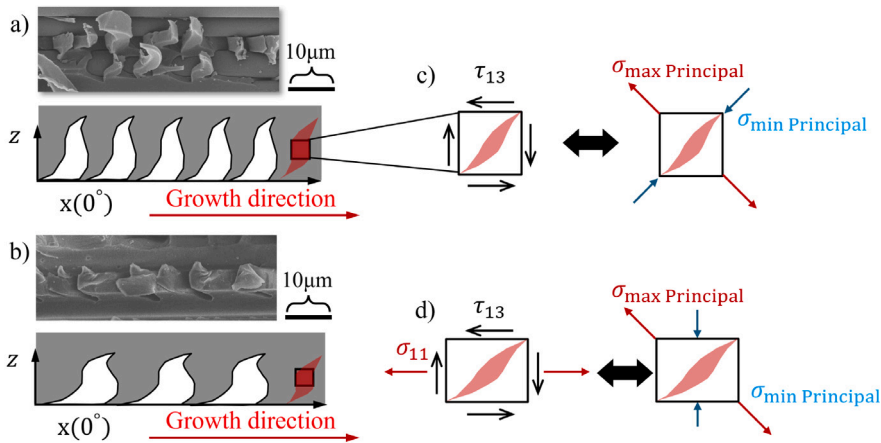 a)
10μm
c)
τ13
σmax Principal
σmin Principal
z
x(0°)
Growth direction
b)
10μm
d)
τ13
σ11
σmax Principal
σmin Principal
z
x(0°)
Growth direction